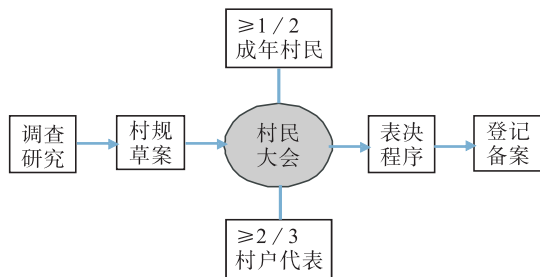 ≥1/2
成年村民
调查
研究
村规
草案
村民
大会
表决
程序
登记
备案
≥2/3
村户代表